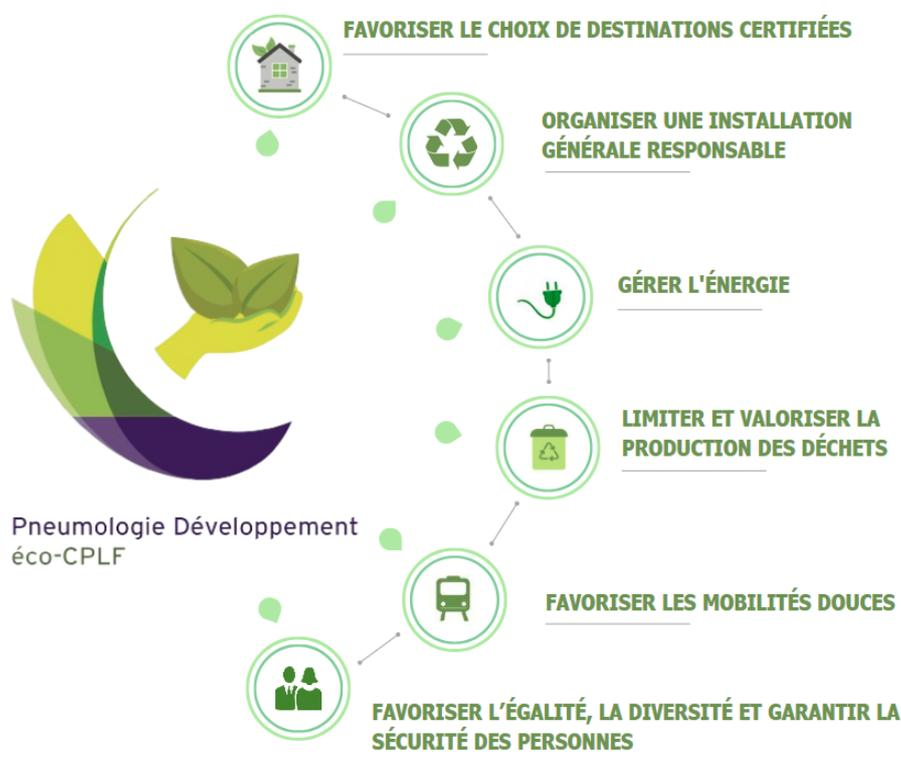 FAVORISER LE CHOIX DE DESTINATIONS CERTIFIÉES
ORGANISER UNE INSTALLATION
GÉNÉRALE RESPONSABLE
GÉRER L'ÉNERGIE
LIMITER ET VALORISER LA
PRODUCTION DES DÉCHETS
Pneumologie Développement
éco-CPLF
FAVORISER LES MOBILITÉS DOUCES
FAVORISER L’ÉGALITÉ, LA DIVERSITÉ ET GARANTIR LA
SÉCURITÉ DES PERSONNES